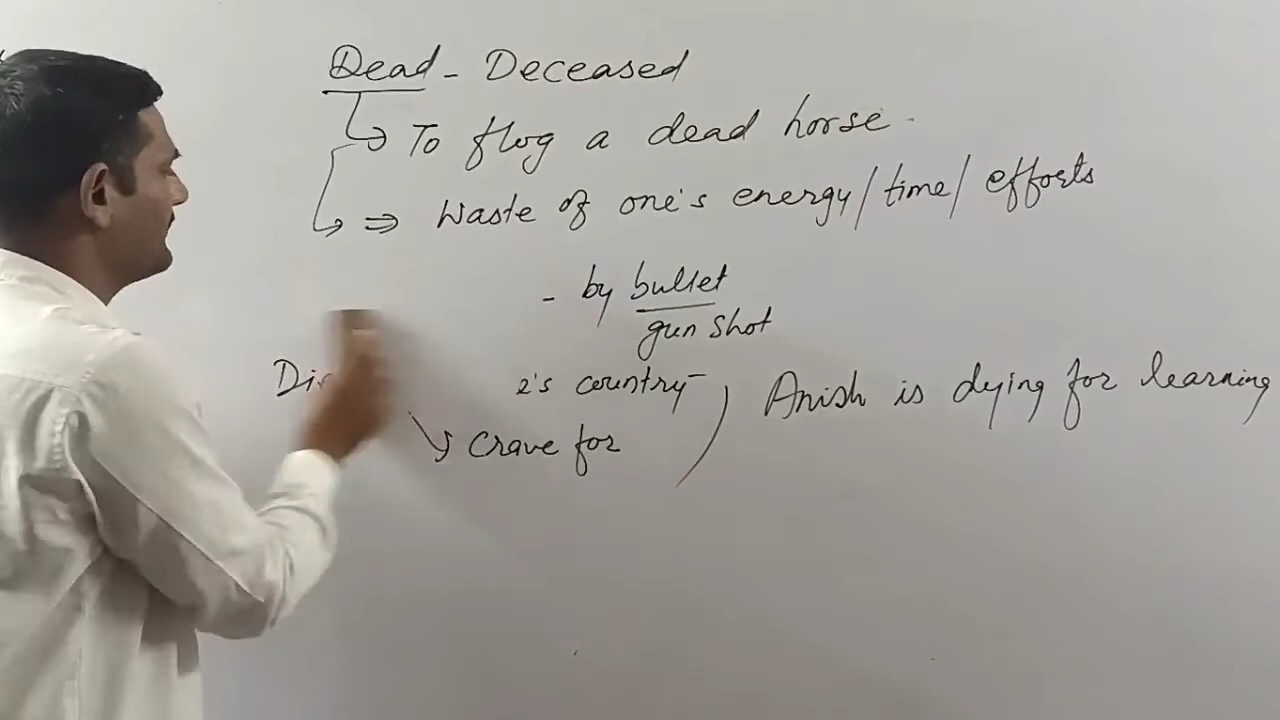 Dead - Deceased
To flog a dead horse.
⇒ Waste of one's energy/time/efforts
- by bullet
gun shot
country
Anish is dying for learning
Crave for